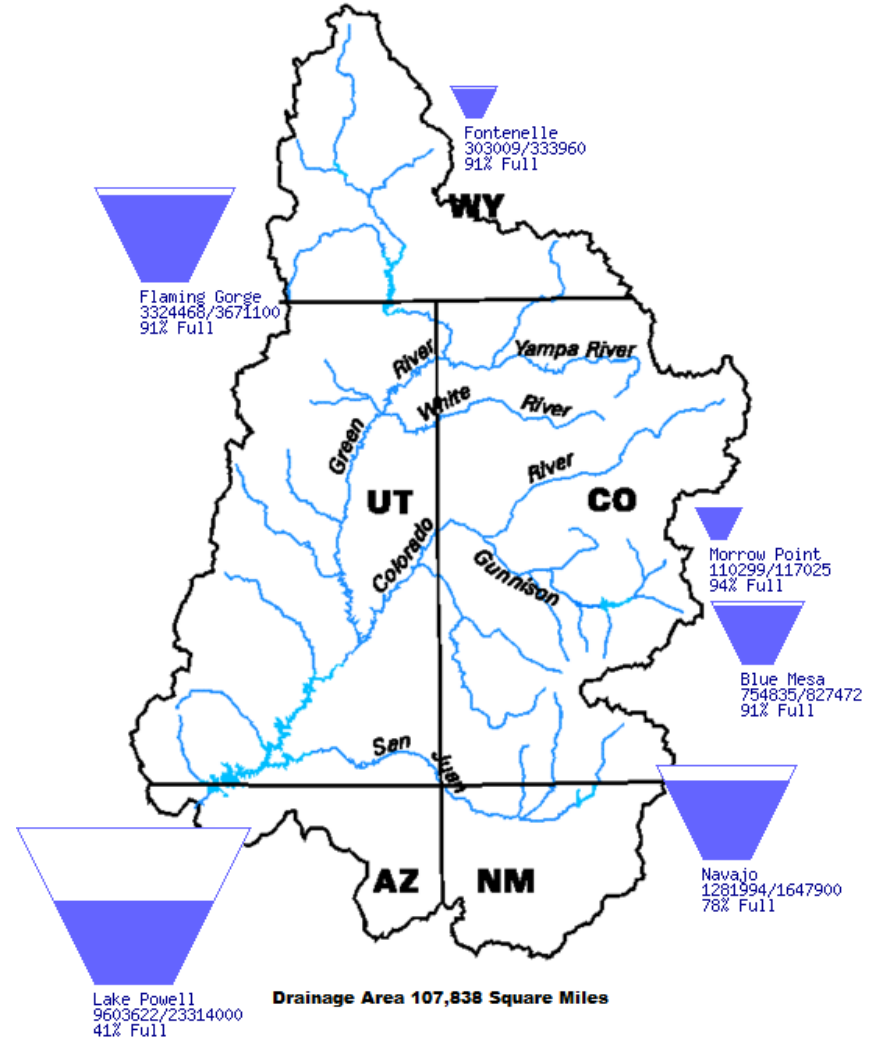 Fontenelle
303009/333960
91% Full
WY
Flaming Gorge
3324468/3671100
91% Full
River
Yampa River
White
River
Green
River
UT
CO
Colorado
Gunnison
Morrow Point
110299/117025
94% Full
Blue Mesa
754835/827472
91% Full
San
Juan
Navajo
1281994/1647900
78% Full
AZ
NM
Lake Powell
9603622/23314000
41% Full
Drainage Area 107,838 Square Miles